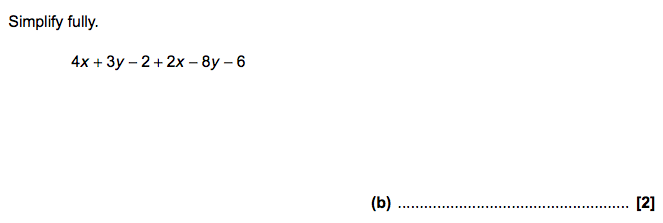 Simplify fully.
4x + 3y – 2 + 2x – 8y – 6
(b) ..................................................... [2]